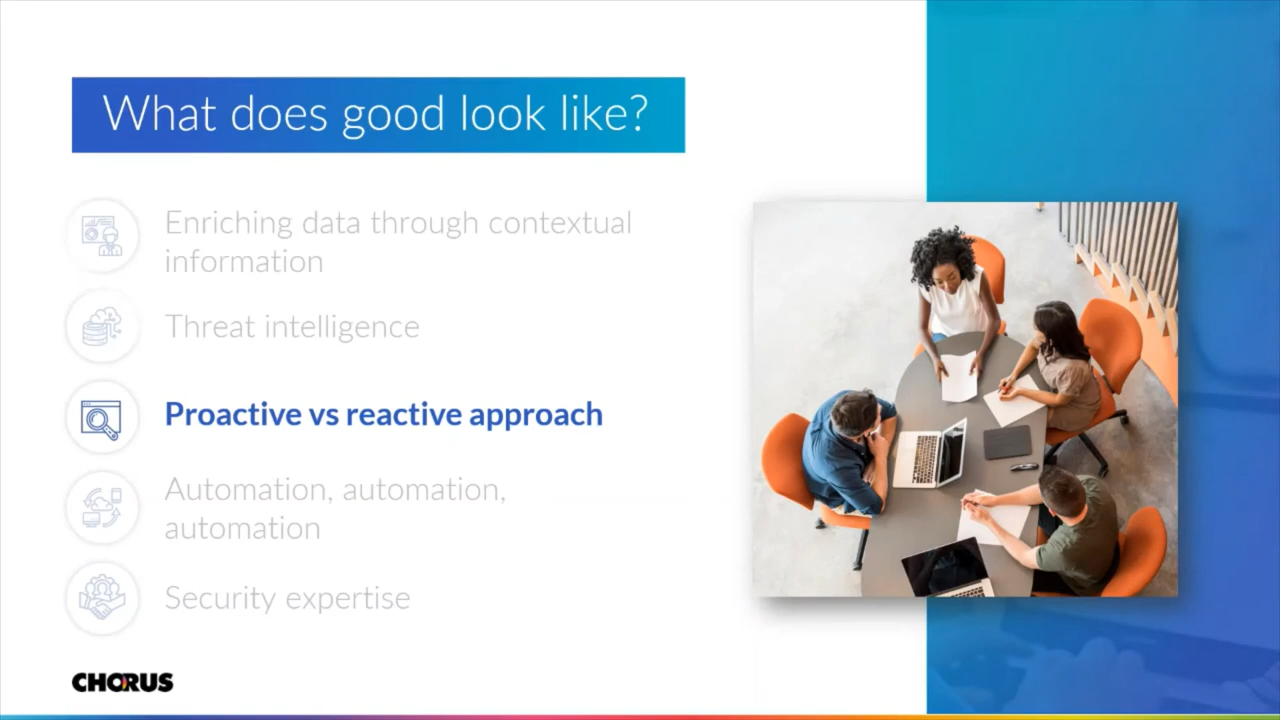 What does good look like?
Enriching data through contextual
information
Threat intelligence
Proactive vs reactive approach
Automation, automation,
automation
Security expertise
CHORUS